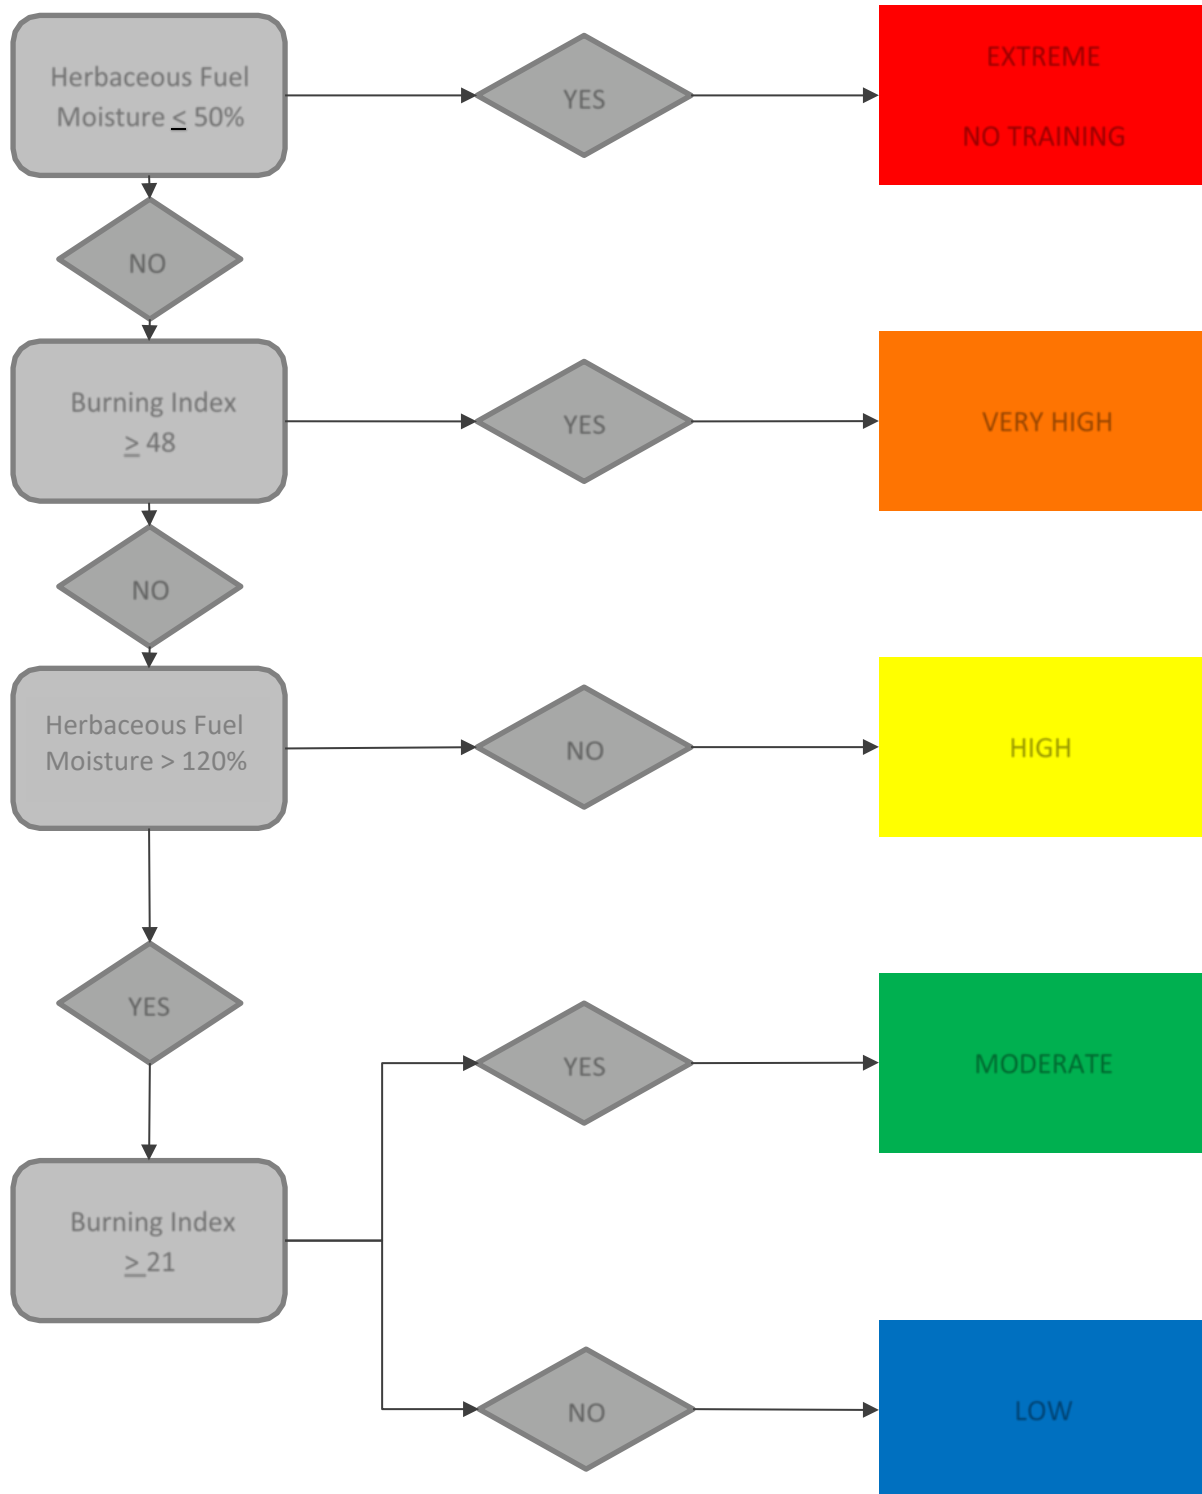 Herbaceous Fuel
Moisture ≤ 50%
YES
EXTREME
NO TRAINING
NO
Burning Index
≥ 48
YES
VERY HIGH
NO
Herbaceous Fuel
Moisture > 120%
NO
HIGH
YES
YES
MODERATE
Burning Index
≥ 21
NO
LOW